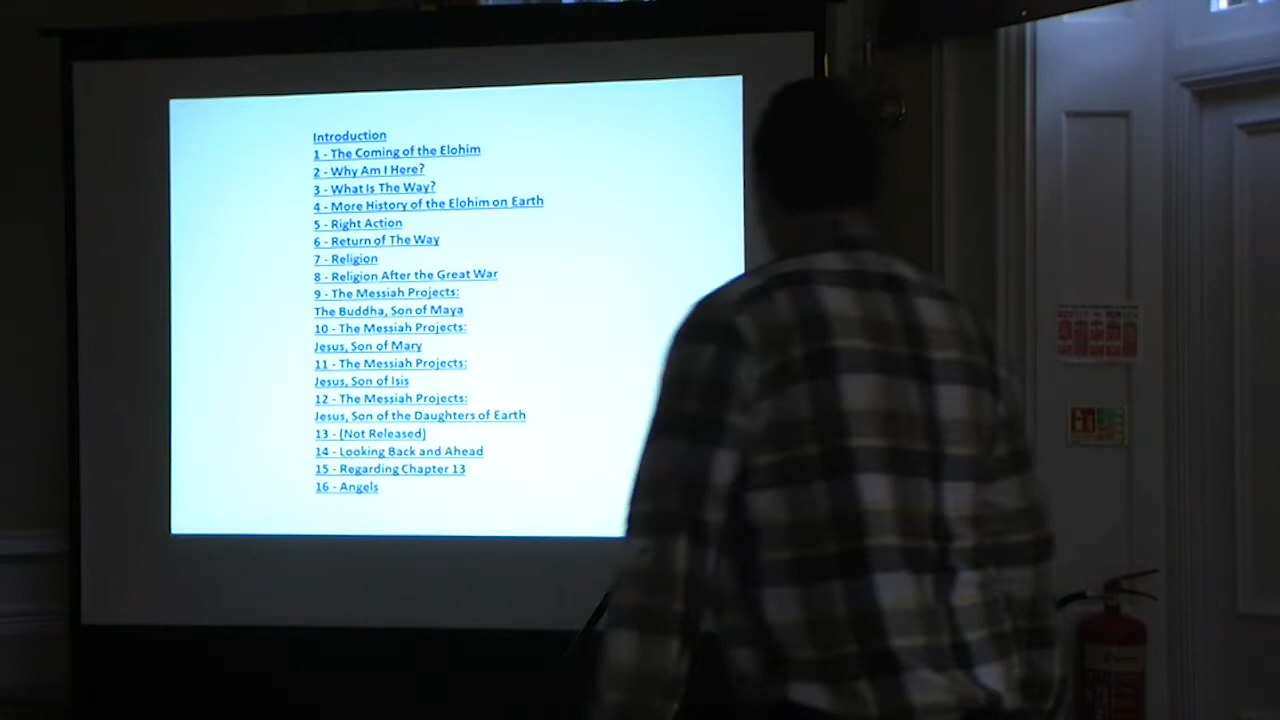 Introduction
1 - The Coming of the Elohim
2 - Why Am I Here?
3 - What Is The Way?
4 - More History of the Elohim on Earth
5 - Right Action
6 - Return of The Way
7 - Religion
8 - Religion After the Great War
9 - The Messiah Projects:
The Buddha, Son of Maya
10 - The Messiah Projects:
Jesus, Son of Mary
11 - The Messiah Projects:
Jesus, Son of Isis
12 - The Messiah Projects:
Jesus, Son of the Daughters of Earth
13 - (Not Released)
14 - Looking Back and Ahead
15 - Regarding Chapter 13
16 - Angels